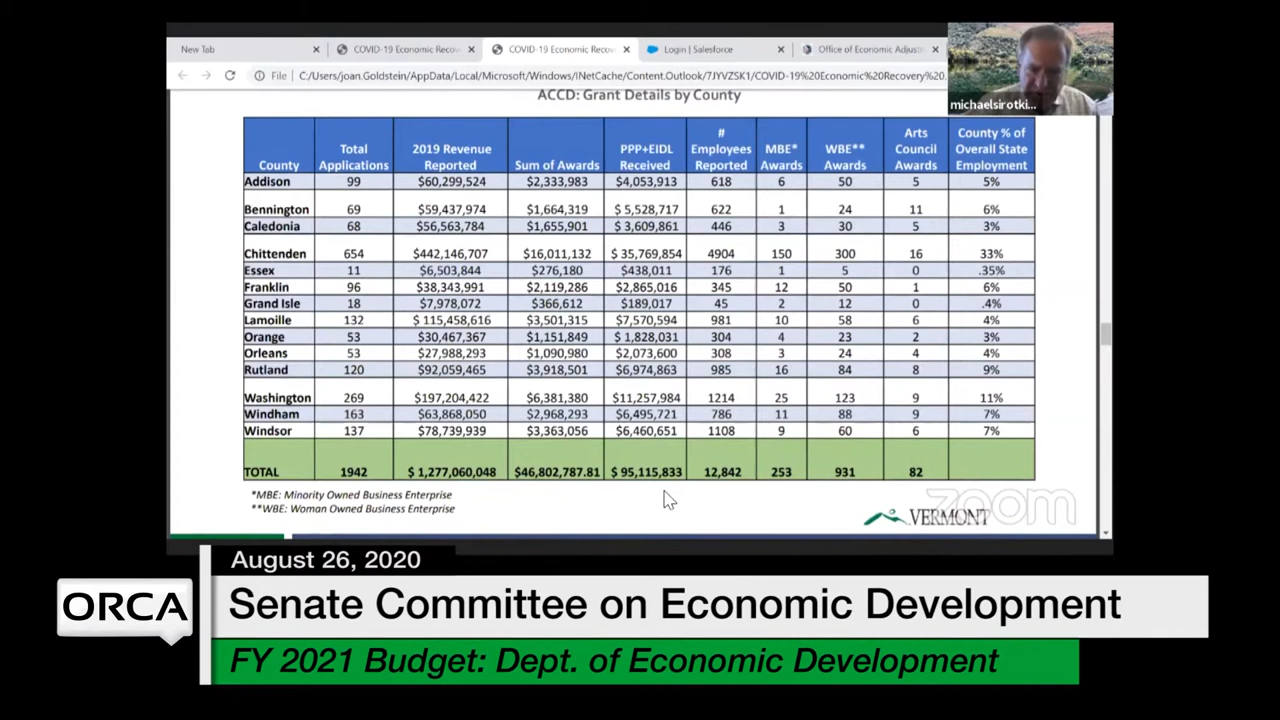 New Tab × COVID-19 Economic Recov × COVID-19 Economic Recov × Login | Salesforce × Office of Economic Adjust ×
File | C:/Users/joan.Goldstein/AppData/Local/Microsoft/Windows/INetCache/Content.Outlook/7JYVZSK1/COVID-19%20Economic%20Recovery%20.
michaelsirotki...
ACCD: Grant Details by County
County Total Applications 2019 Revenue Reported Sum of Awards PPP+EIDL Received # Employees Reported MBE* Awards WBE** Awards Arts Council Awards County % of Overall State Employment
Addison 99 $60,299,524 $2,333,983 $4,053,913 618 6 50 5 5%
Bennington 69 $59,437,974 $1,664,319 $ 5,528,717 622 1 24 11 6%
Caledonia 68 $56,563,784 $1,655,901 $ 3,609,861 446 3 30 5 3%
Chittenden 654 $442,146,707 $16,011,132 $ 35,769,854 4904 150 300 16 33%
Essex 11 $6,503,844 $276,180 $438,011 176 1 5 0 .35%
Franklin 96 $38,343,991 $2,119,286 $2,865,016 345 12 50 1 6%
Grand Isle 18 $7,978,072 $366,612 $189,017 45 2 12 0 .4%
Lamoille 132 $ 115,458,616 $3,501,315 $7,570,594 981 10 58 6 4%
Orange 53 $30,467,367 $1,151,849 $ 1,828,031 304 4 23 2 3%
Orleans 53 $27,988,293 $1,090,980 $2,073,600 308 3 24 4 4%
Rutland 120 $92,059,465 $3,918,501 $6,974,863 985 16 84 8 9%
Washington 269 $197,204,422 $6,381,380 $11,257,984 1214 25 123 9 11%
Windham 163 $63,868,050 $2,968,293 $6,495,721 786 11 88 9 7%
Windsor 137 $78,739,939 $3,363,056 $6,460,651 1108 9 60 6 7%
TOTAL 1942 $ 1,277,060,048 $46,802,787.81 $ 95,115,833 12,842 253 931 82
*MBE: Minority Owned Business Enterprise
**WBE: Woman Owned Business Enterprise
VERMONT
zoom
August 26, 2020
ORCA
Senate Committee on Economic Development
FY 2021 Budget: Dept. of Economic Development